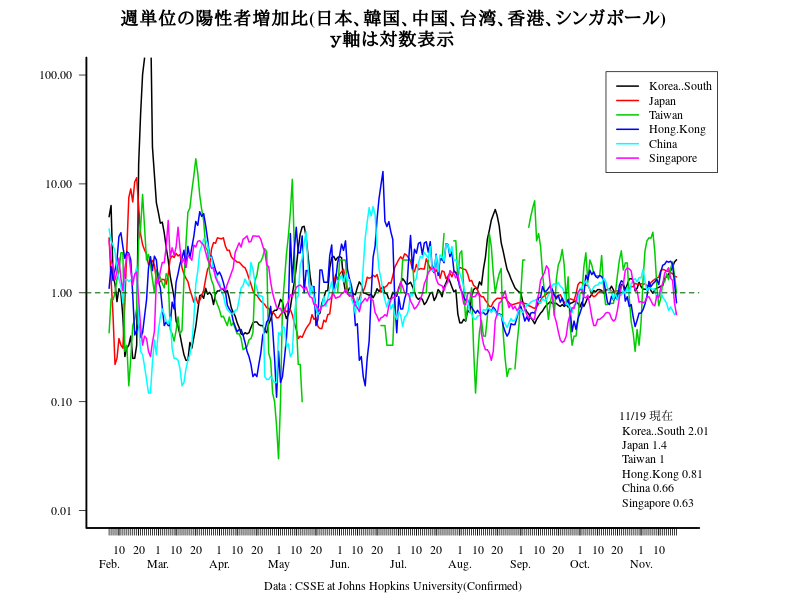 週単位の陽性者増加比(日本、韓国、中国、台湾、香港、シンガポール)
y軸は対数表示
100.00
10.00
1.00
0.10
0.01
Korea..South
Japan
Taiwan
Hong.Kong
China
Singapore
11/19 現在
Korea..South 2.01
Japan 1.4
Taiwan 1
Hong.Kong 0.81
China 0.66
Singapore 0.63
10 20 1 10 20 1 10 20 1 10 20 1 10 20 1 10 20 1 10 20 1 10 20 1 10 20 1 10
Feb. Mar. Apr. May Jun. Jul. Aug. Sep. Oct. Nov.
Data : CSSE at Johns Hopkins University(Confirmed)